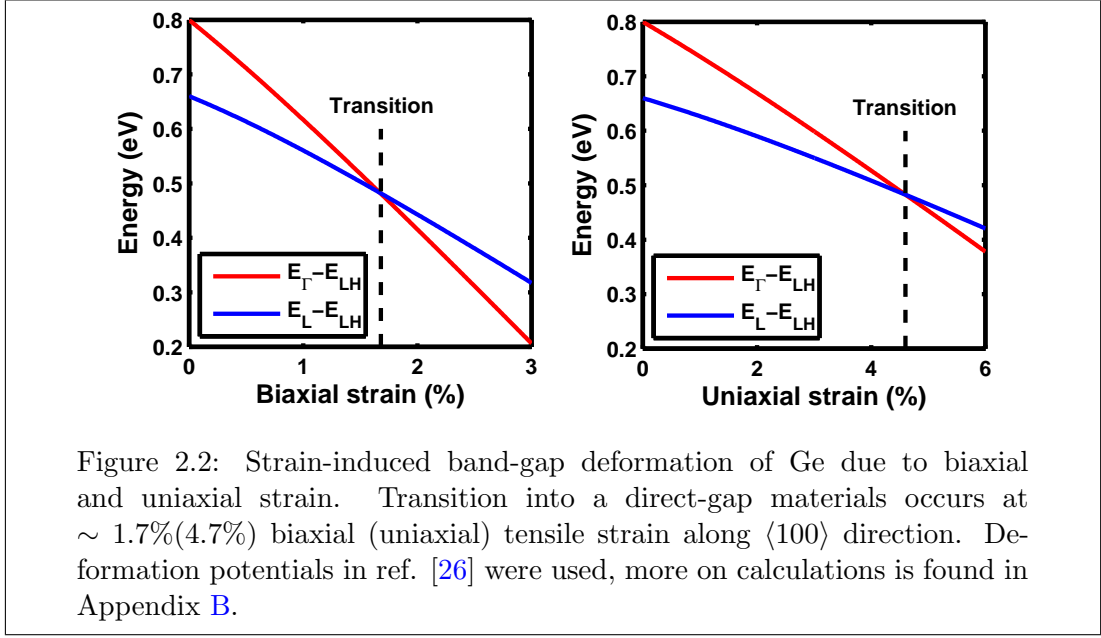 0.8
0.7
0.6
0.5
0.4
0.3
0.2
Energy (eV)
Transition
E_Γ−E_LH
E_L−E_LH
0 1 2 3
Biaxial strain (%)
0.8
0.7
0.6
0.5
0.4
0.3
0.2
Energy (eV)
Transition
E_Γ−E_LH
E_L−E_LH
0 2 4 6
Uniaxial strain (%)
Figure 2.2: Strain-induced band-gap deformation of Ge due to biaxial
and uniaxial strain. Transition into a direct-gap materials occurs at
∼ 1.7%(4.7%) biaxial (uniaxial) tensile strain along ⟨100⟩ direction. De-
formation potentials in ref. [26] were used, more on calculations is found in
Appendix B.